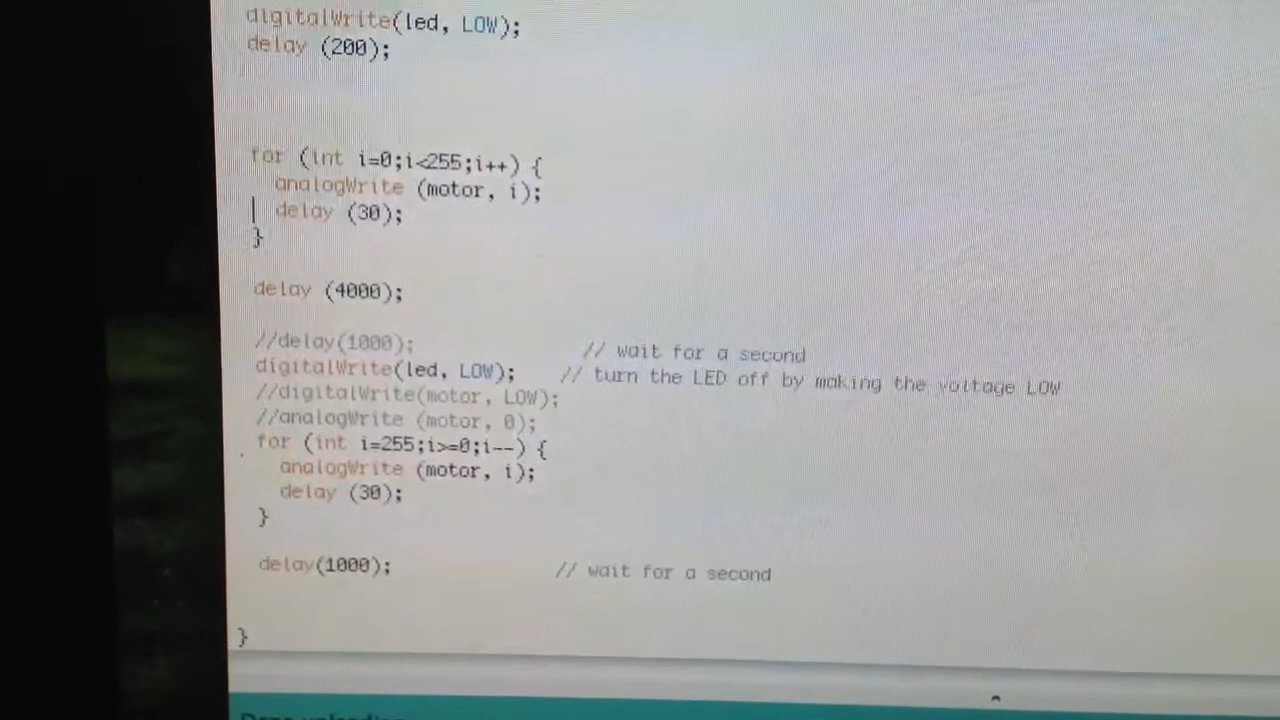 digitalWrite(led, LOW);
delay (200);
for (int i=0;i<255;i++) {
analogWrite (motor, i);
delay (30);
}
delay (4000);
//delay(1000); // wait for a second
digitalWrite(led, LOW); // turn the LED off by making the voltage LOW
//digitalWrite(motor, LOW);
//analogWrite (motor, 0);
for (int i=255;i>=0;i--) {
analogWrite (motor, i);
delay (30);
}
delay(1000); // wait for a second
}
Done uploading